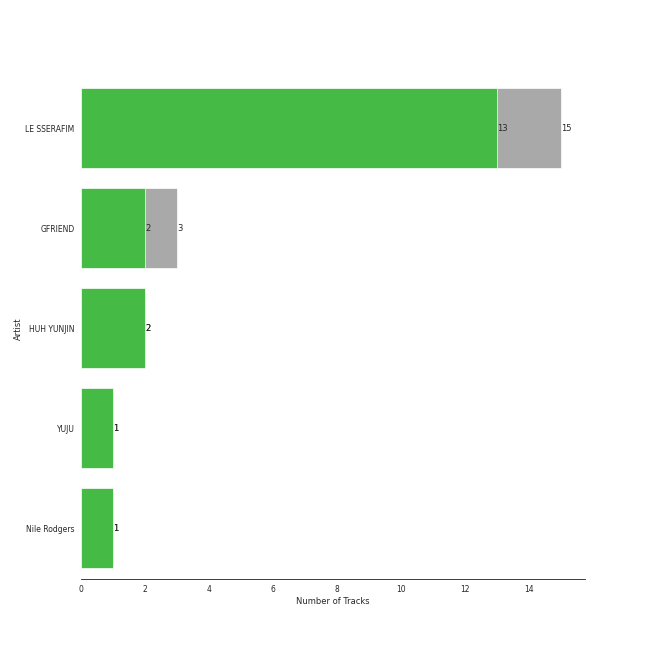 LE SSERAFIM
13
15
GFRIEND
2
3
HUH YUNJIN
2
YUJU
1
Nile Rodgers
1
Artist
0 2 4 6 8 10 12 14
Number of Tracks